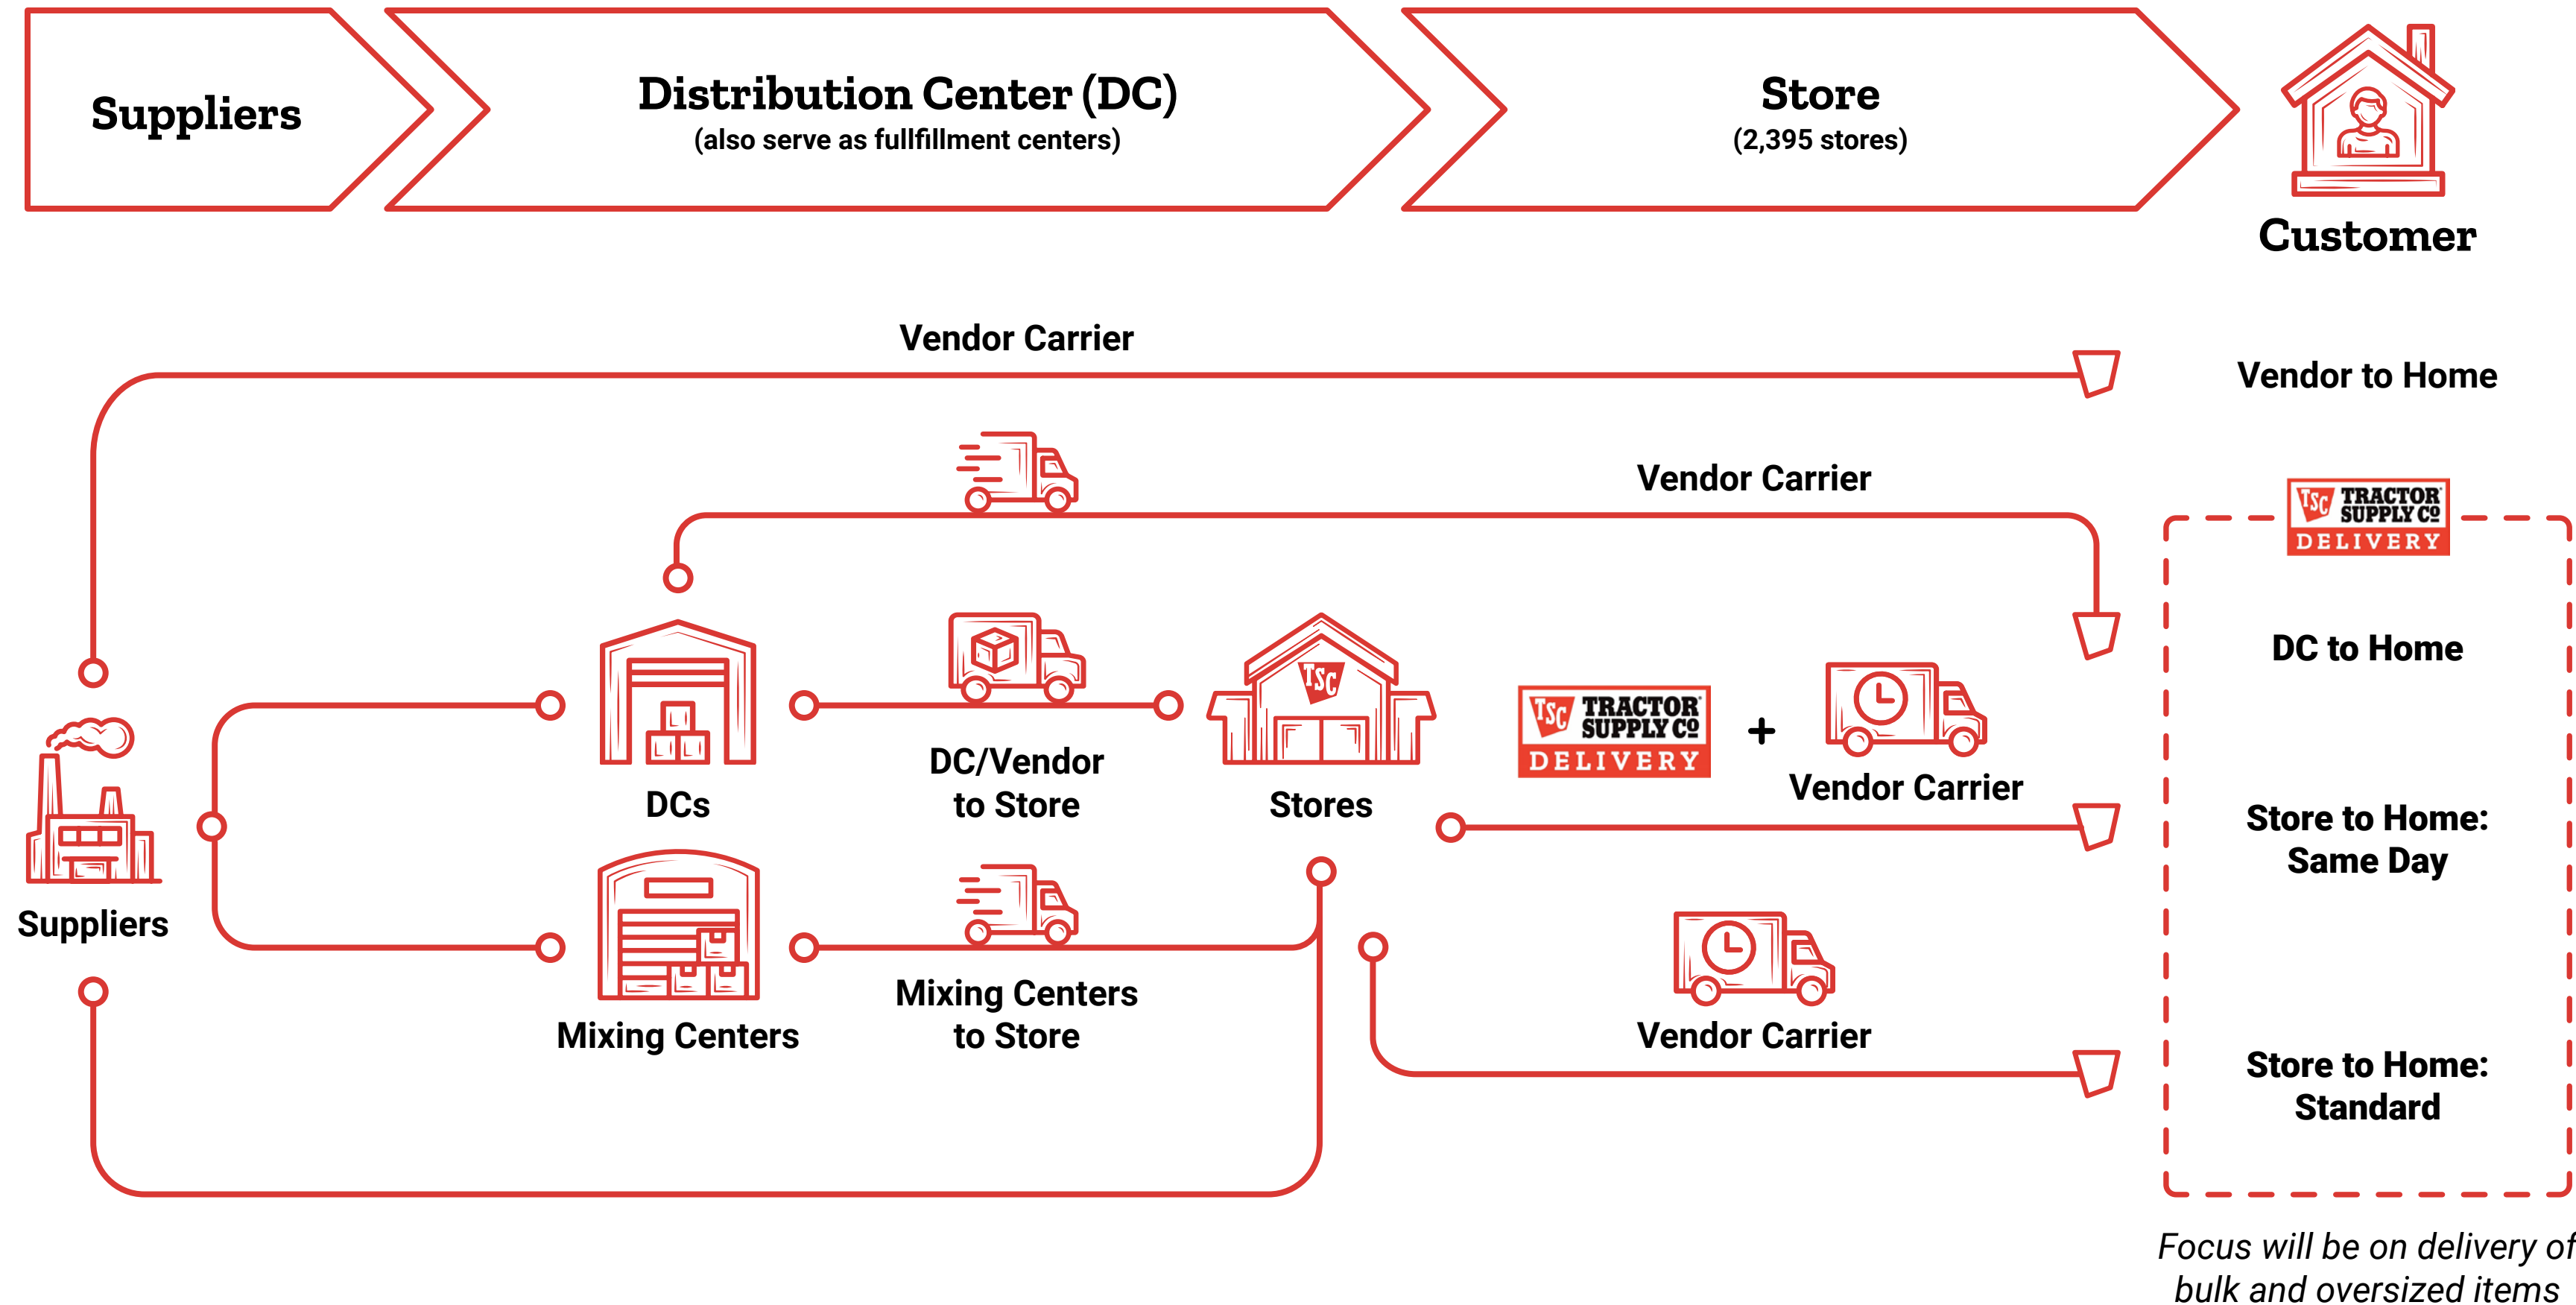 Suppliers
Distribution Center (DC)
(also serve as fullfillment centers)
Store
(2,395 stores)
Customer
Vendor Carrier
Vendor to Home
Vendor Carrier
TSC TRACTOR
SUPPLY CO
DELIVERY
DC to Home
TSC
TSC TRACTOR
SUPPLY CO
DELIVERY
+
Vendor Carrier
DCs
DC/Vendor
to Store
Stores
Store to Home:
Same Day
Suppliers
Mixing Centers
Mixing Centers
to Store
Vendor Carrier
Store to Home:
Standard
Focus will be on delivery of
bulk and oversized items